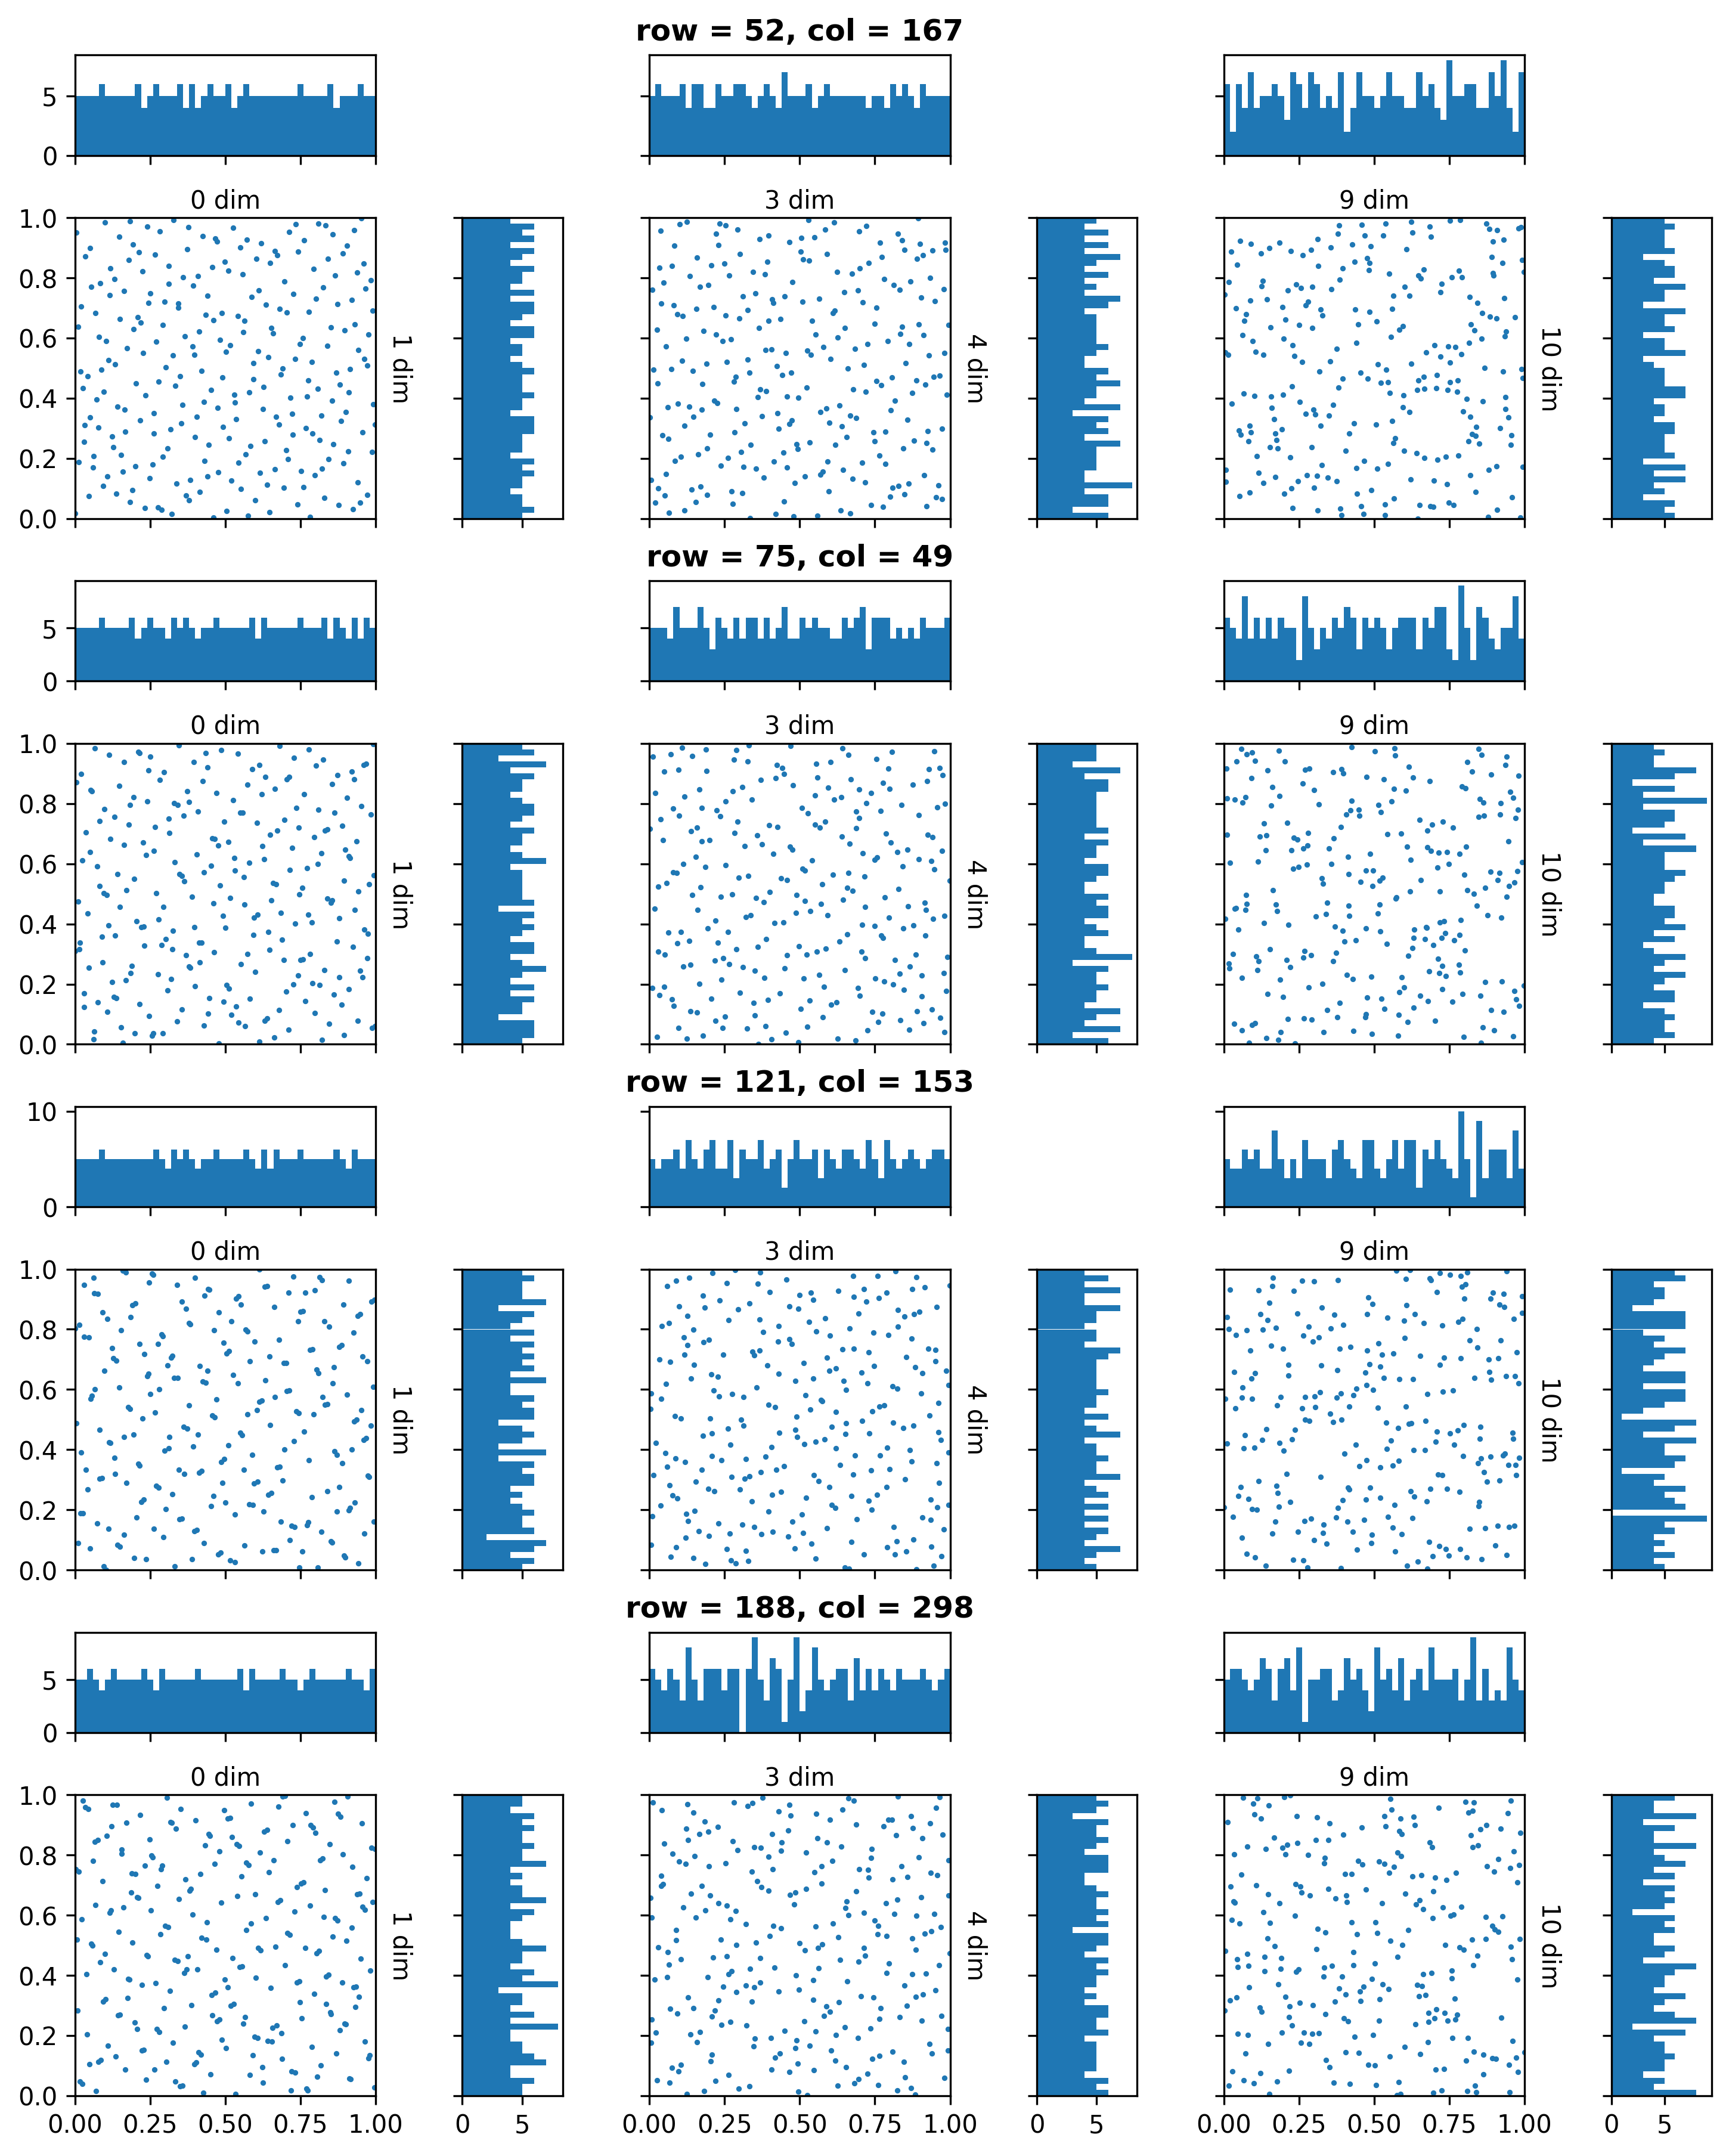 row = 52, col = 167
5
0
0 dim
3 dim
9 dim
1.0
0.8
0.6
0.4
0.2
0.0
1 dim
4 dim
10 dim
row = 75, col = 49
5
0
0 dim
3 dim
9 dim
1.0
0.8
0.6
0.4
0.2
0.0
1 dim
4 dim
10 dim
row = 121, col = 153
10
0
0 dim
3 dim
9 dim
1.0
0.8
0.6
0.4
0.2
0.0
1 dim
4 dim
10 dim
row = 188, col = 298
5
0
0 dim
3 dim
9 dim
1.0
0.8
0.6
0.4
0.2
0.0
1 dim
4 dim
10 dim
0.00 0.25 0.50 0.75 1.00 0 5 0.00 0.25 0.50 0.75 1.00 0 5 0.00 0.25 0.50 0.75 1.00 0 5